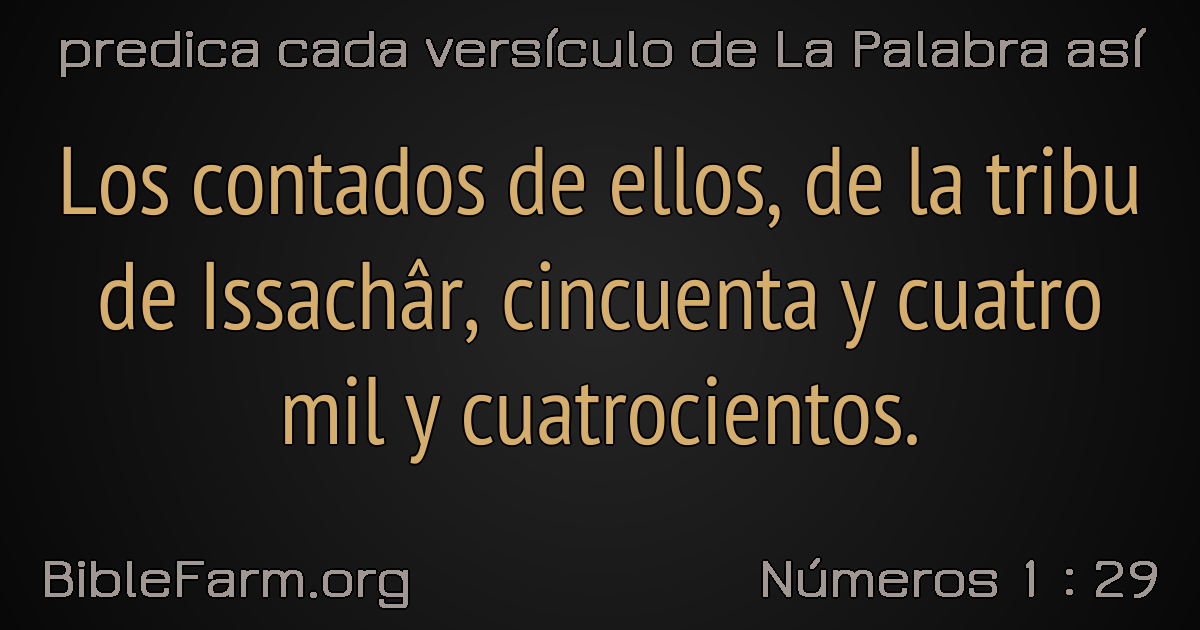 predica cada versículo de La Palabra así
Los contados de ellos, de la tribu
de Issachâr, cincuenta y cuatro
mil y cuatrocientos.
BibleFarm.org
Números 1 : 29